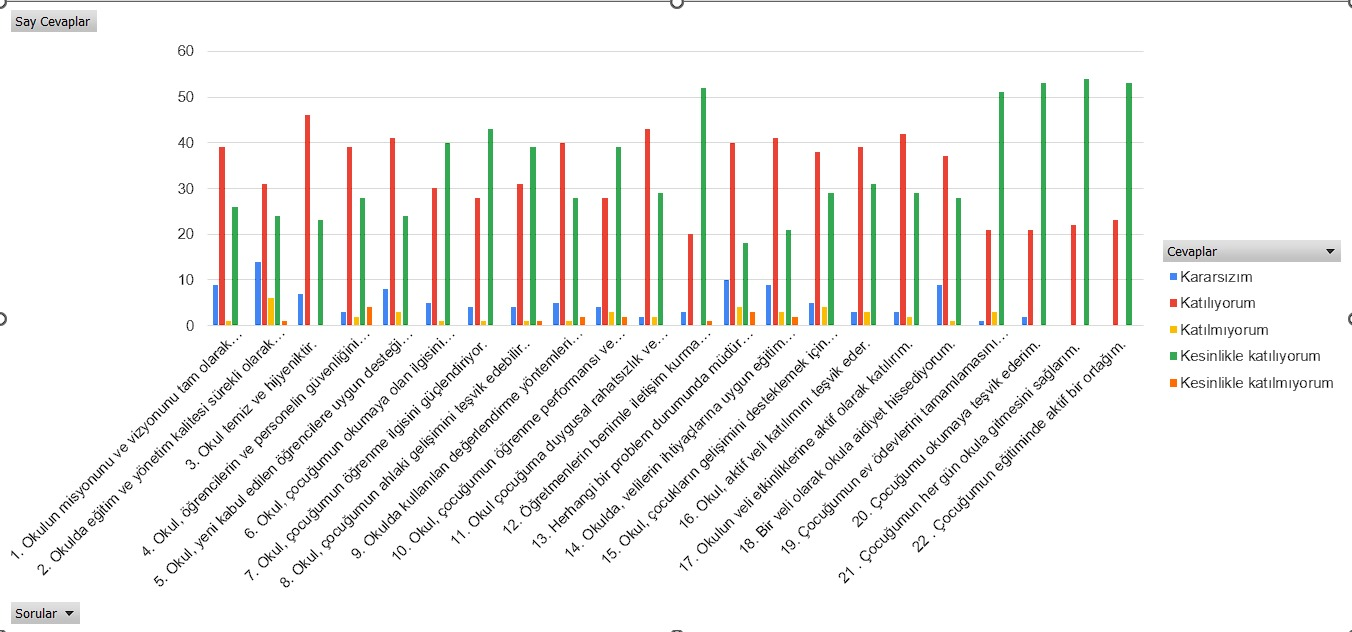 Say Cevaplar
60
50
40
30
20
10
0
1. Okulun misyonunu ve vizyonunu tam olarak...
2. Okulda eğitim ve yönetim kalitesi sürekli olarak...
3. Okul temiz ve hijyeniktir.
4. Okul, öğrencilerin ve personelin güvenliğini...
5. Okul, yeni kabul edilen öğrencilere uygun desteği...
6. Okul, çocuğumun okumaya olan ilgisini...
7. Okul, çocuğumun öğrenme ilgisini güçlendiriyor.
8. Okul, çocuğumun ahlaki gelişimini teşvik edebilir..
9. Okulda kullanılan değerlendirme yöntemleri...
10. Okul, çocuğumun öğrenme performansı ve...
11. Okul çocuğuma duygusal rahatsızlık ve...
12. Öğretmenlerin benimle iletişim kurma...
13. Herhangi bir problem durumunda müdür...
14. Okulda, velilerin ihtiyaçlarına uygun eğitim...
15. Okul, çocukların gelişimini desteklemek için...
16. Okul, aktif veli katılımını teşvik eder.
17. Okulun veli etkinliklerine aktif olarak katılırım.
18. Bir veli olarak okula aidiyet hissediyorum.
19. Çocuğumun ev ödevlerini tamamlamasını...
20. Çocuğumu okumaya teşvik ederim.
21 . Çocuğumun her gün okula gitmesini sağlarım.
22 . Çocuğumun eğitiminde aktif bir ortağım.
Cevaplar
Kararsızım
Katılıyorum
Katılmıyorum
Kesinlikle katılıyorum
Kesinlikle katılmıyorum
Sorular